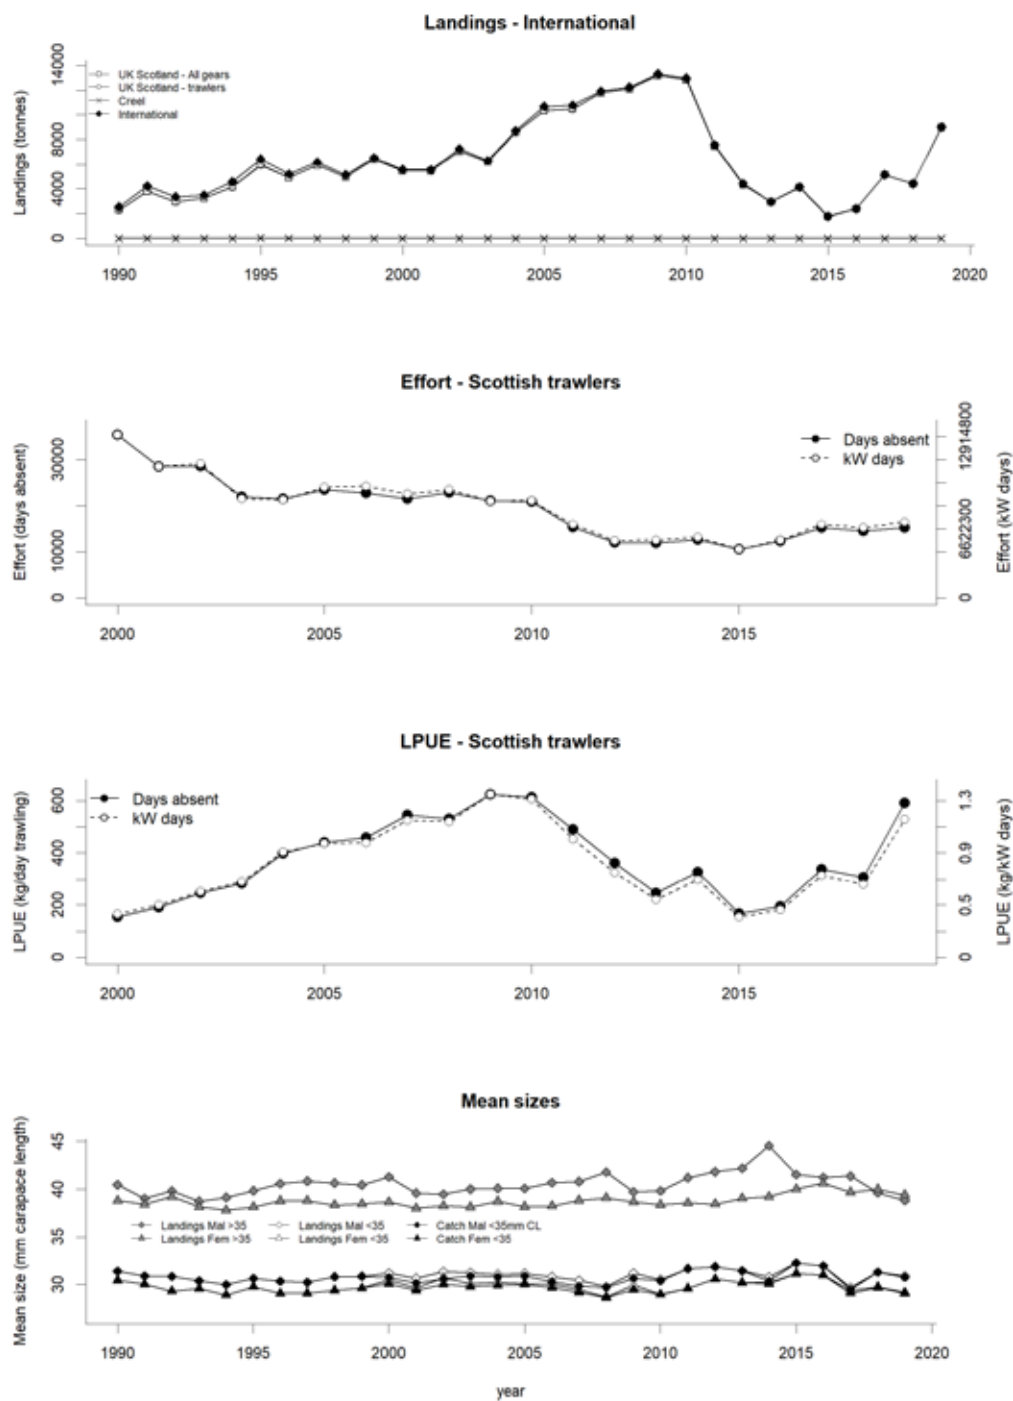 Landings - International
Landings (tonnes)
0 4000 8000 14000
UK Scotland - All gears
UK Scotland - trawlers
Creel
International
1990 1995 2000 2005 2010 2015 2020
Effort - Scottish trawlers
Effort (days absent)
0 10000 30000
Days absent
kW days
0 6622300 12914800
Effort (kW days)
2000 2005 2010 2015
LPUE - Scottish trawlers
LPUE (kg/day trawling)
0 200 400 600
Days absent
kW days
0 0.5 0.9 1.3
LPUE (kg/kW days)
2000 2005 2010 2015
Mean sizes
Mean size (mm carapace length)
30 35 40 45
Landings Mal >35 Landings Mal <35 Catch Mal <35mm CL
Landings Fem >35 Landings Fem <35 Catch Fem <35
1990 1995 2000 2005 2010 2015 2020
year